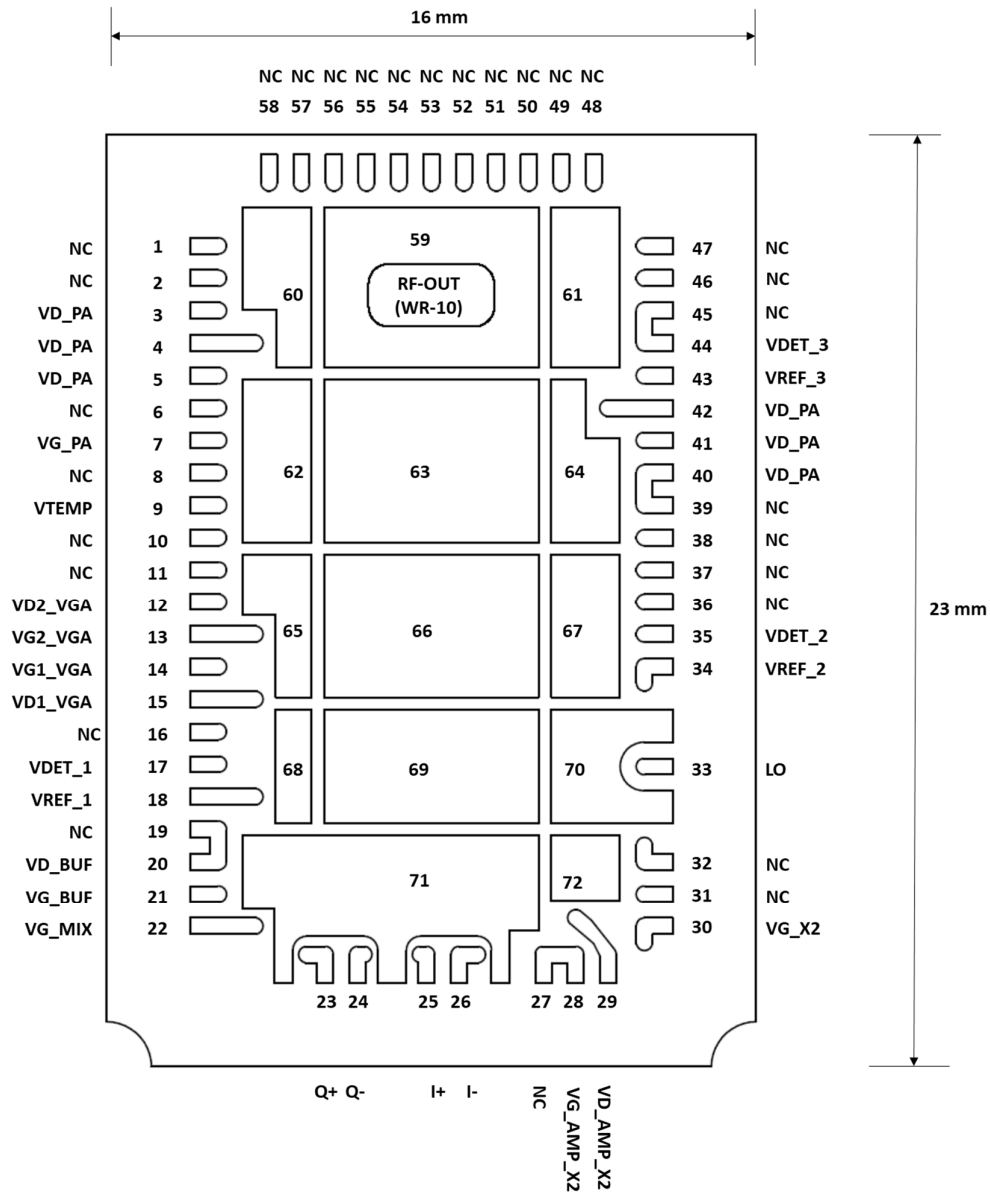 16 mm
NC NC NC NC NC NC NC NC NC NC NC
58 57 56 55 54 53 52 51 50 49 48
59
RF-OUT
(WR-10)
60
61
62
63
64
65
66
67
68
69
70
71
72
NC 1
NC 2
VD_PA 3
VD_PA 4
VD_PA 5
NC 6
VG_PA 7
NC 8
VTEMP 9
NC 10
NC 11
VD2_VGA 12
VG2_VGA 13
VG1_VGA 14
VD1_VGA 15
NC 16
VDET_1 17
VREF_1 18
NC 19
VD_BUF 20
VG_BUF 21
VG_MIX 22
47 NC
46 NC
45 NC
44 VDET_3
43 VREF_3
42 VD_PA
41 VD_PA
40 VD_PA
39 NC
38 NC
37 NC
36 NC
35 VDET_2
34 VREF_2
33 LO
32 NC
31 NC
30 VG_X2
23 mm
23 24 25 26 27 28 29
Q+ Q- I+ I-
NC
VG_AMP_X2
VD_AMP_X2